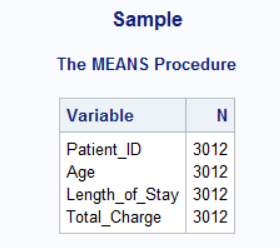 Sample
The MEANS Procedure
Variable N
Patient_ID 3012
Age 3012
Length_of_Stay 3012
Total_Charge 3012